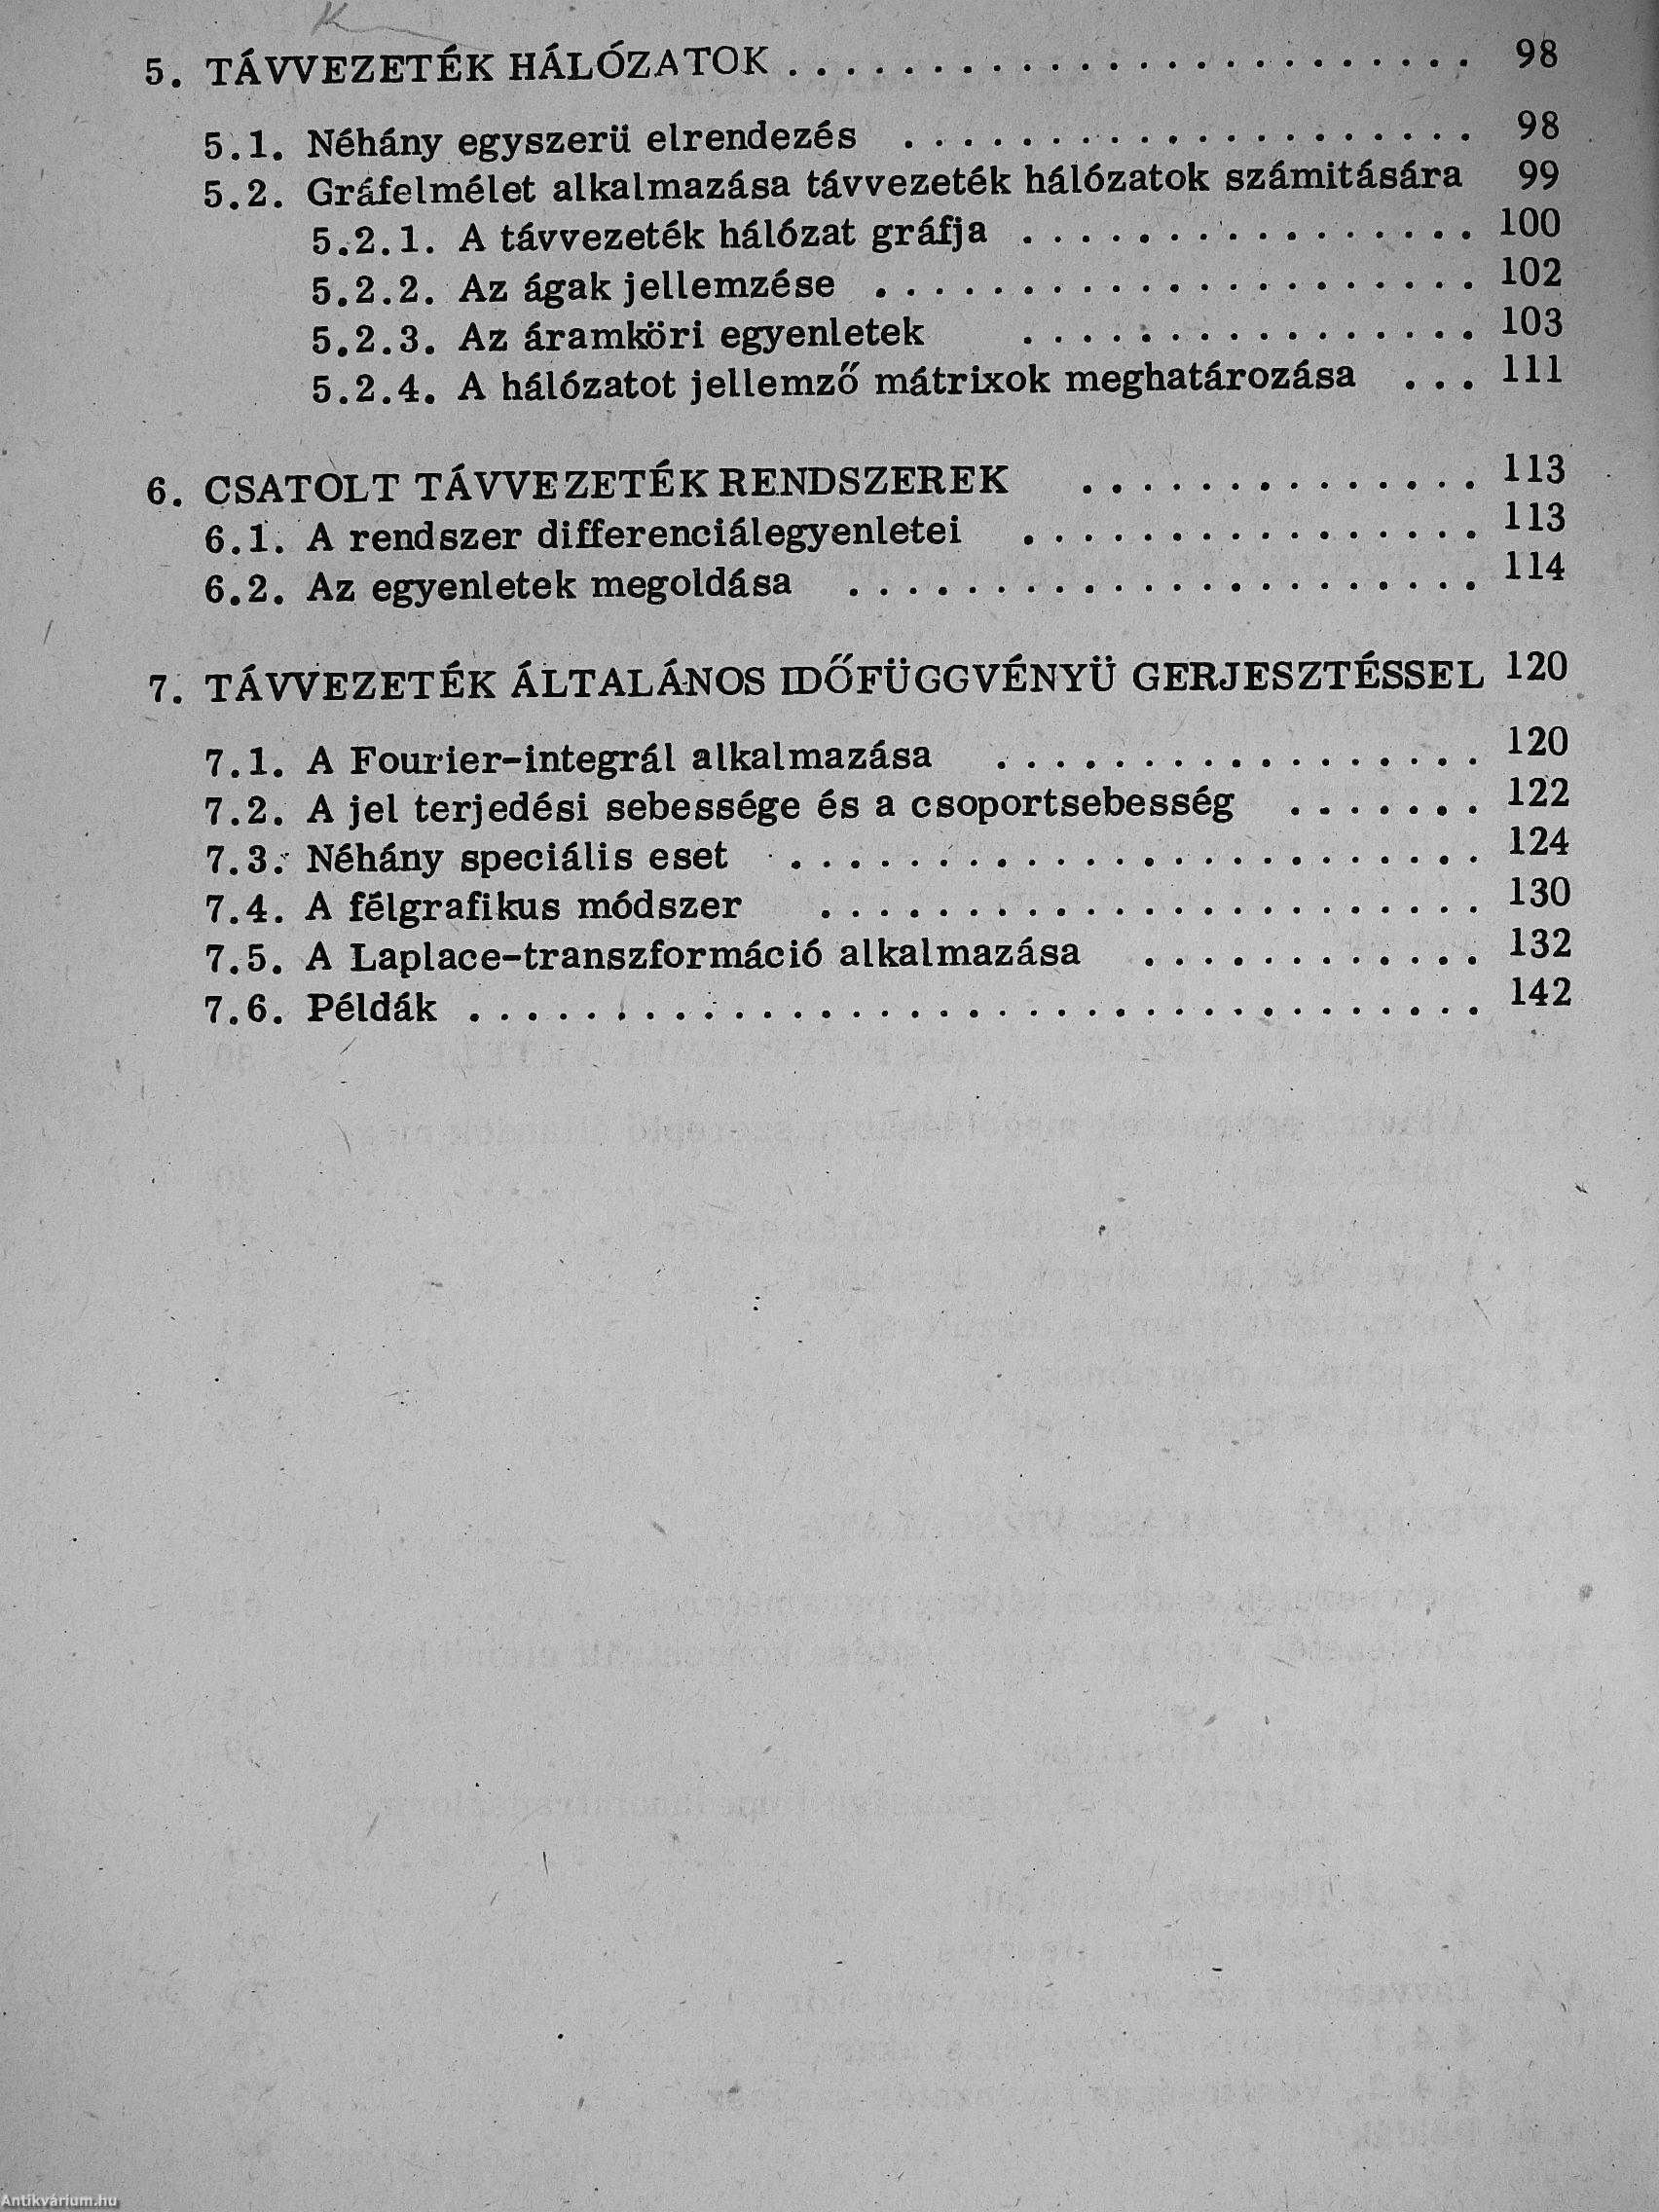 5. TÁVVEZETÉK HÁLÓZATOK . . . . . . . . . . . . . . . . . . . . . . . . 98
5.1. Néhány egyszerü elrendezés . . . . . . . . . . . . . . . . . . . . 98
5.2. Gráfelmélet alkalmazása távvezeték hálózatok számitására 99
5.2.1. A távvezeték hálózat gráfja . . . . . . . . . . . . . . . . 100
5.2.2. Az ágak jellemzése . . . . . . . . . . . . . . . . . . . . . 102
5.2.3. Az áramköri egyenletek . . . . . . . . . . . . . . . . 103
5.2.4. A hálózatot jellemző mátrixok meghatározása . . . 111
6. CSATOLT TÁVVEZETÉK RENDSZEREK . . . . . . . . . . . . . . 113
6.1. A rendszer differenciálegyenletei . . . . . . . . . . . . . . . . 113
6.2. Az egyenletek megoldása . . . . . . . . . . . . . . . . . . . . . . 114
7. TÁVVEZETÉK ÁLTALÁNOS IDŐFÜGGVÉNYÜ GERJESZTÉSSEL 120
7.1. A Fourier-integrál alkalmazása . . . . . . . . . . . . . . . . . 120
7.2. A jel terjedési sebessége és a csoportsebesség . . . . . . . 122
7.3. Néhány speciális eset . . . . . . . . . . . . . . . . . . . . . . . . 124
7.4. A félgrafikus módszer . . . . . . . . . . . . . . . . . . . . . . . 130
7.5. A Laplace-transzformáció alkalmazása . . . . . . . . . . . . 132
7.6. Példák . . . . . . . . . . . . . . . . . . . . . . . . . . . . . . . . . . . 142
Antikvárium.hu